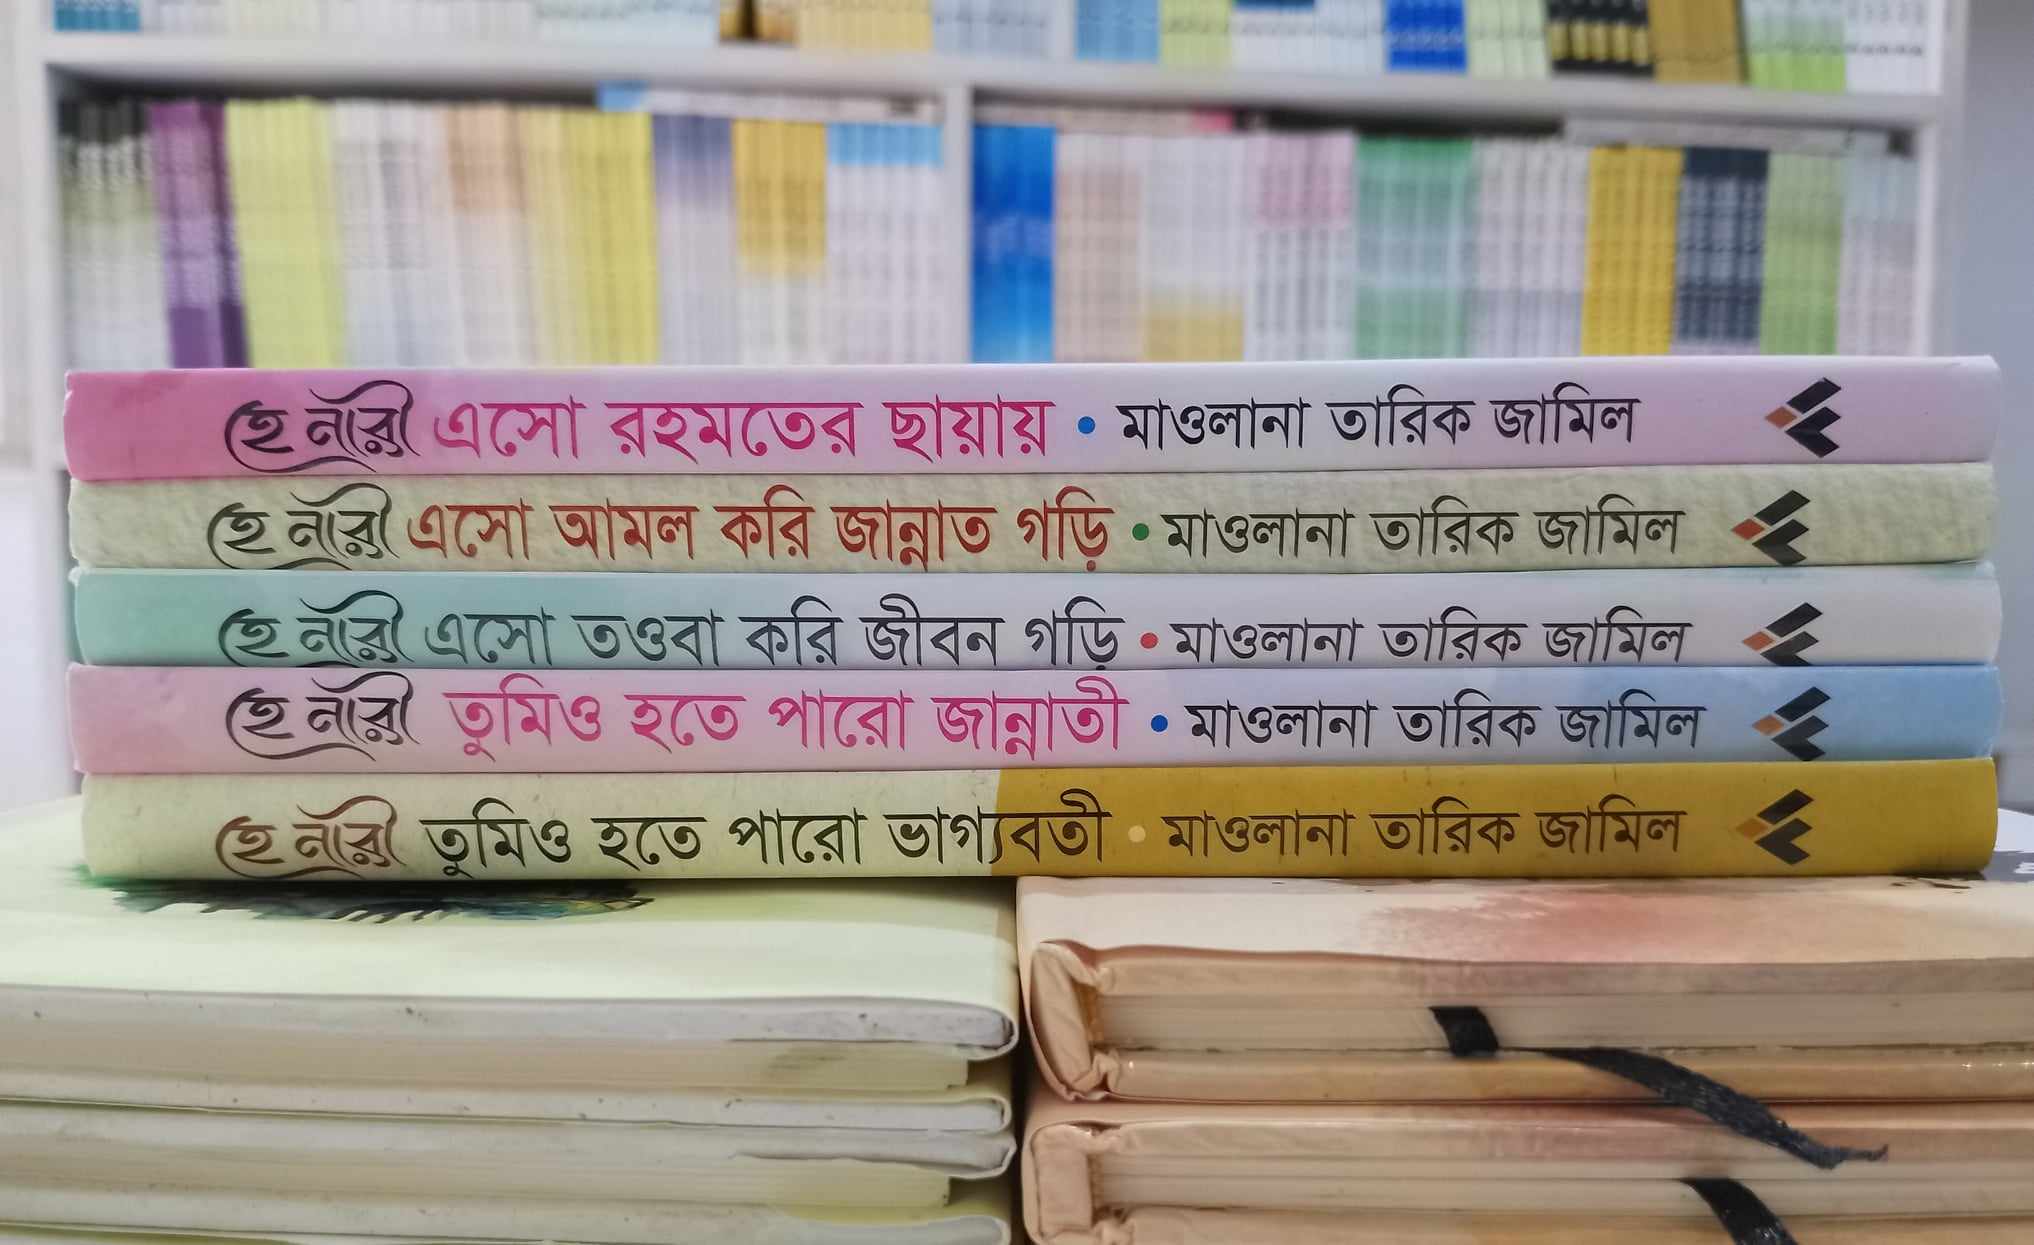 হে নারী এসো রহমতের ছায়ায় • মাওলানা তারিক জামিল
হে নারী এসো আমল করি জান্নাত গড়ি • মাওলানা তারিক জামিল
হে নারী এসো তওবা করি জীবন গড়ি • মাওলানা তারিক জামিল
হে নারী তুমিও হতে পারো জান্নাতী • মাওলানা তারিক জামিল
হে নারী তুমিও হতে পারো ভাগ্যবতী • মাওলানা তারিক জামিল